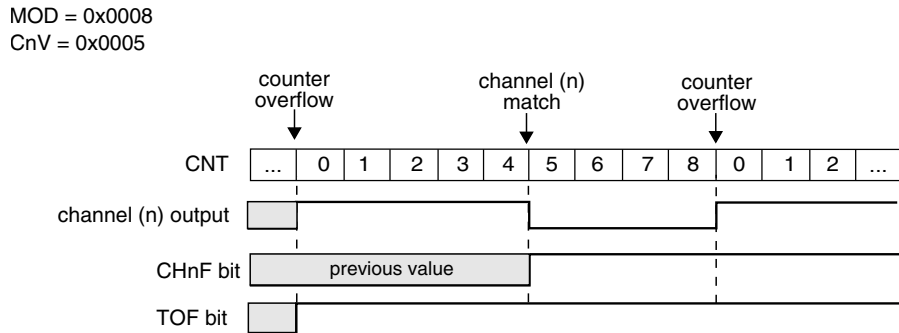 MOD = 0x0008
CnV = 0x0005
counter overflow
channel (n) match
counter overflow
CNT ... 0 1 2 3 4 5 6 7 8 0 1 2 ...
channel (n) output
CHnF bit previous value
TOF bit